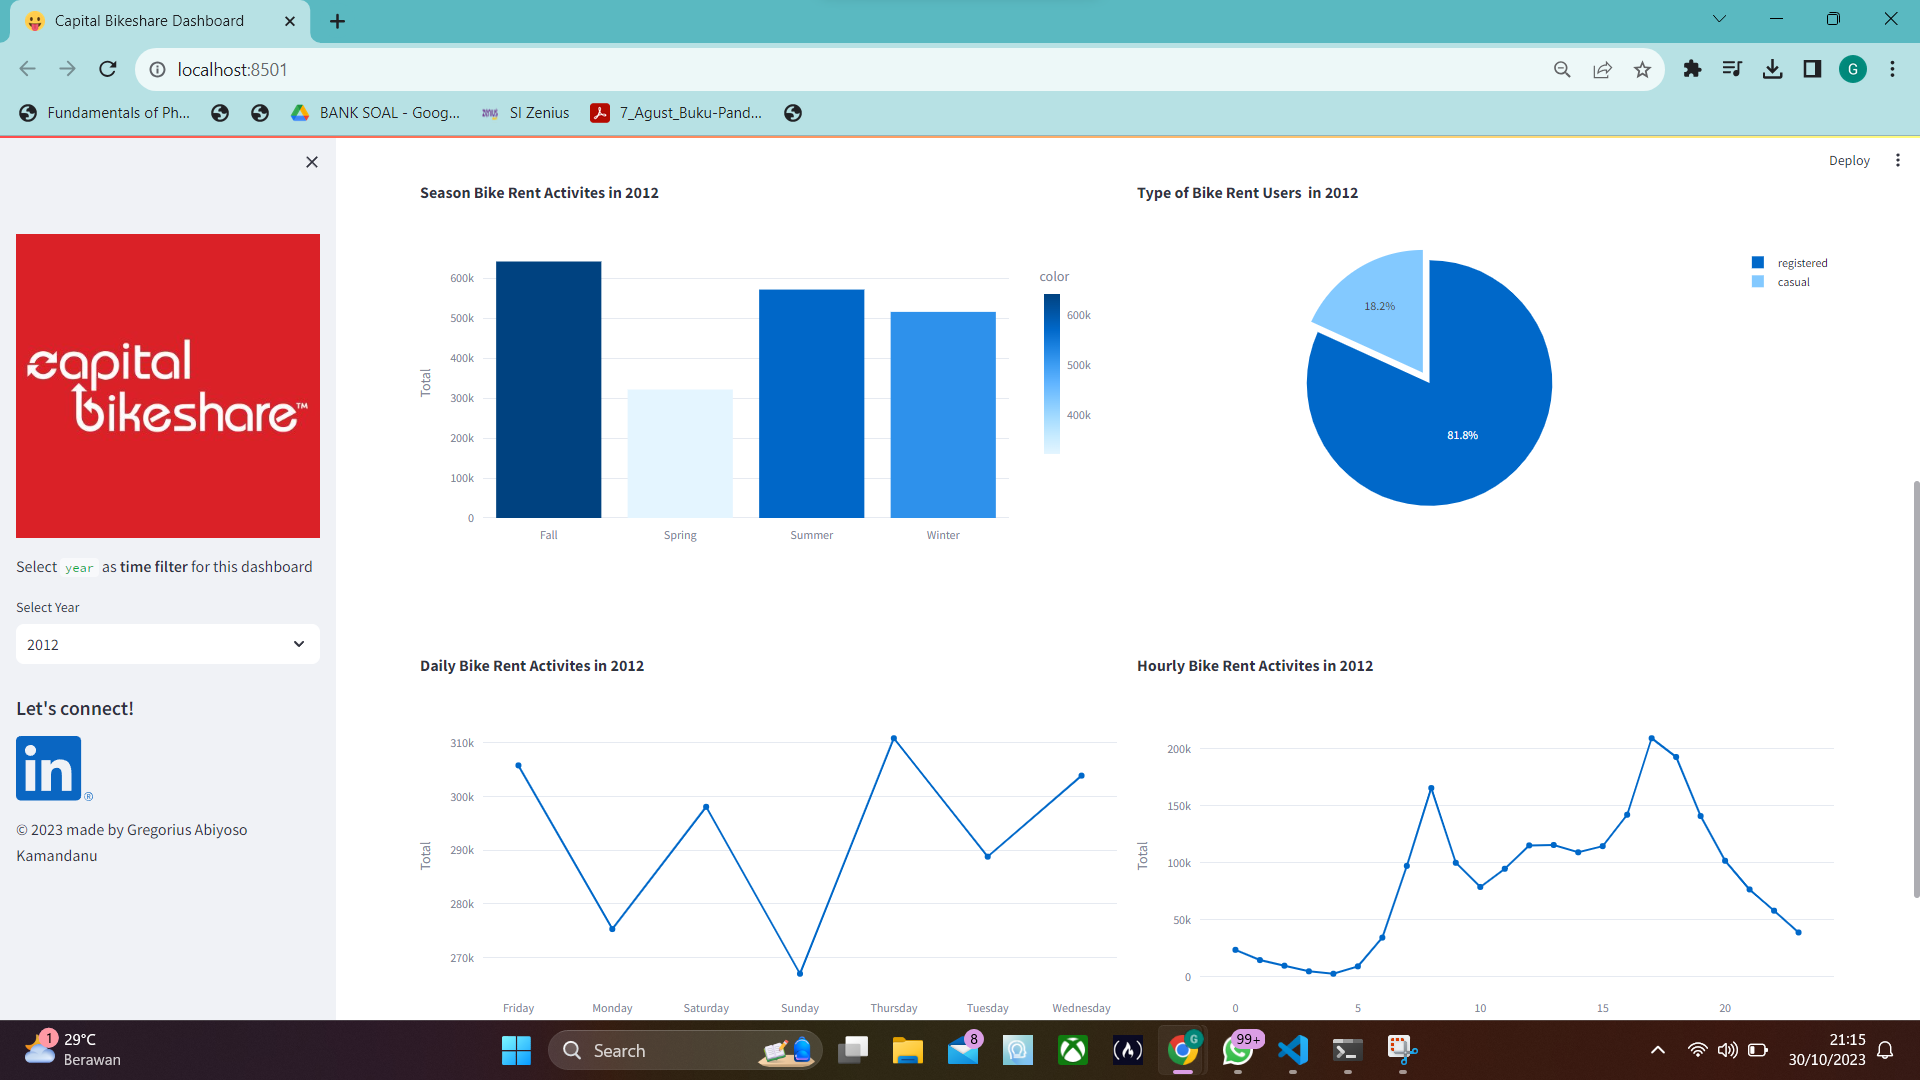 Capital Bikeshare Dashboard
localhost:8501
G
Fundamentals of Ph...
BANK SOAL - Goog...
zenius
SI Zenius
7_Agust_Buku-Pand...
Deploy
capital
bikeshare™
Select year as time filter for this dashboard
Select Year
2012
Let's connect!
in®
© 2023 made by Gregorius Abiyoso
Kamandanu
Season Bike Rent Activites in 2012
Total
600k
500k
400k
300k
200k
100k
0
Fall
Spring
Summer
Winter
color
600k
500k
400k
Type of Bike Rent Users in 2012
18.2%
81.8%
registered
casual
Daily Bike Rent Activites in 2012
Total
310k
300k
290k
280k
270k
Friday
Monday
Saturday
Sunday
Thursday
Tuesday
Wednesday
Hourly Bike Rent Activites in 2012
Total
200k
150k
100k
50k
0
0
5
10
15
20
1
29°C
Berawan
Search
8
G
99+
21:15
30/10/2023